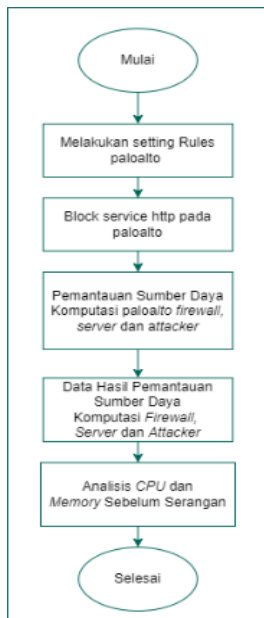 Mulai
Melakukan setting Rules
paloalto
Block service http pada
paloalto
Pemantauan Sumber Daya
Komputasi paloalto firewall,
server dan attacker
Data Hasil Pemantauan
Sumber Daya
Komputasi Firewall,
Server dan Attacker
Analisis CPU dan
Memory Sebelum Serangan
Selesai